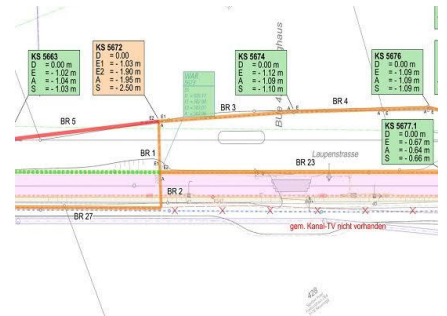 KS 5663
D = 0.00 m
E = - 1.02 m
A = - 1.04 m
S = - 1.03 m
KS 5672
D = 0.00
E1 = - 1.03 m
E2 = - 1.90 m
A = - 1.95 m
S = - 2.50 m
KS 5674
D = 0.00 m
E = - 1.12 m
A = - 1.09 m
S = - 1.10 m
KS 5676
D = 0.00 m
E = - 1.09 m
A = - 1.09 m
S = - 1.09 m
KS 5677.1
D = 0.00 m
E = - 0.67 m
A = - 0.64 m
S = - 0.66 m
BR 5
BR 3
BR 4
BR 1
Laupenstrasse
BR 23
BR 2
BR 27
gem. Kanal-TV nicht vorhanden
428